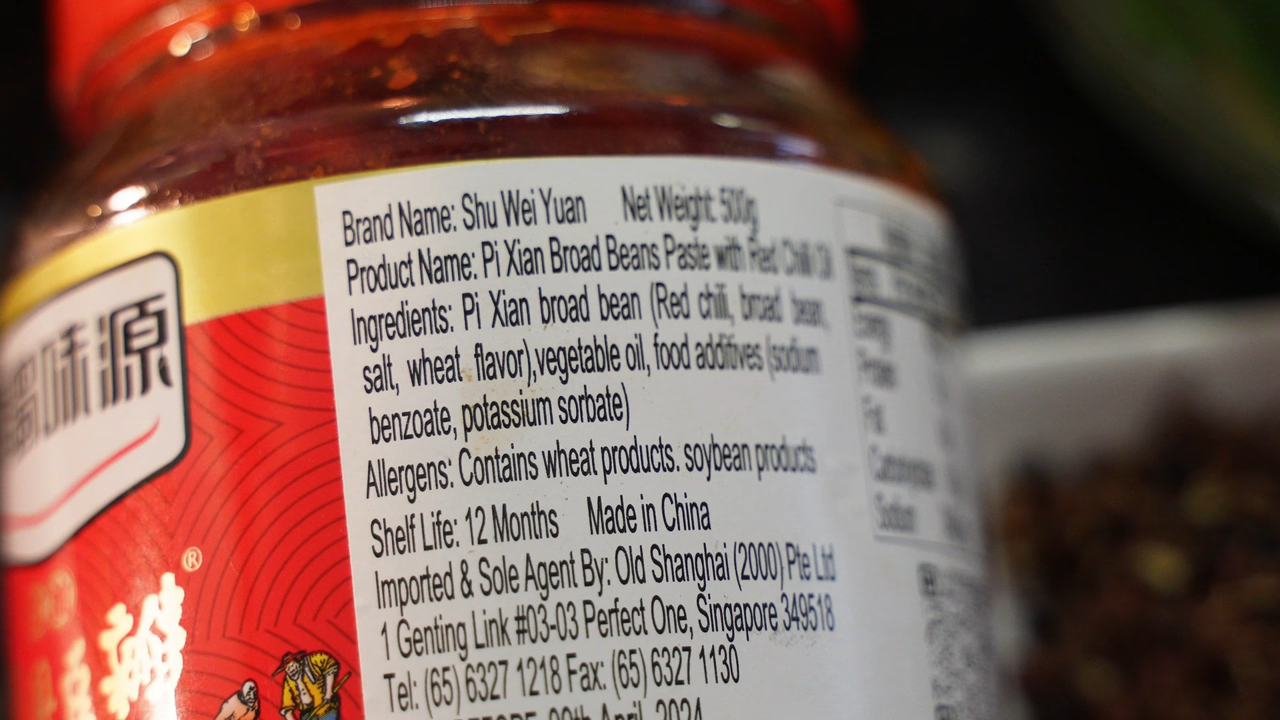 蜀味源
®
Brand Name: Shu Wei Yuan Net Weight: 500g
Product Name: Pi Xian Broad Beans Paste with Red Chili Oil
Ingredients: Pi Xian broad bean (Red chili, broad bean,
salt, wheat flavor),vegetable oil, food additives (sodium
benzoate, potassium sorbate)
Allergens: Contains wheat products. soybean products
Shelf Life: 12 Months Made in China
Imported & Sole Agent By: Old Shanghai (2000) Pte Ltd
1 Genting Link #03-03 Perfect One, Singapore 349518
Tel: (65) 6327 1218 Fax: (65) 6327 1130
April, 2024
Energy
Protein
Fat
Carbohydrate
Sodium